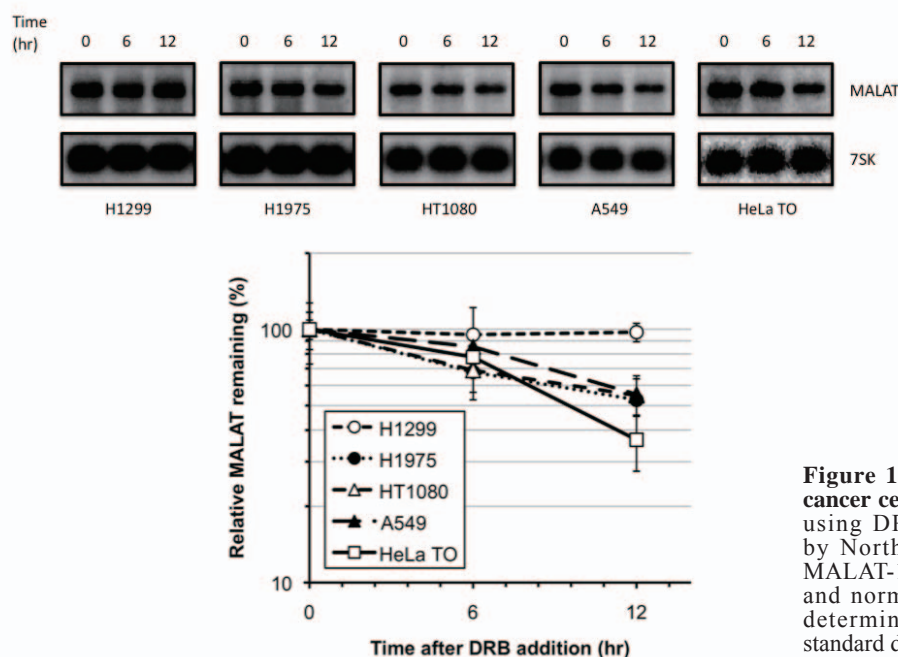 Time
(hr)
0 6 12 0 6 12 0 6 12 0 6 12 0 6 12
MALAT
7SK
H1299 H1975 HT1080 A549 HeLa TO
Relative MALAT remaining (%)
100
10
H1299
H1975
HT1080
A549
HeLa TO
0 6 12
Time after DRB addition (hr)
Figure 1
cancer ce
using DR
by North
MALAT-
and norm
determin
standard d